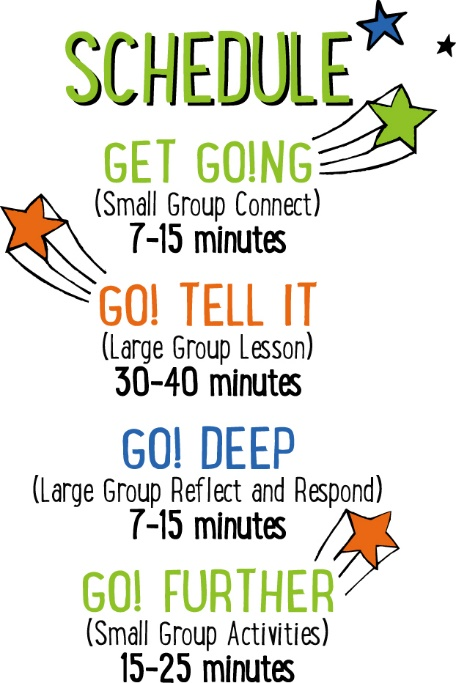 SCHEDULE
GET GO!NG
(Small Group Connect)
7-15 minutes
GO! TELL IT
(Large Group Lesson)
30-40 minutes
GO! DEEP
(Large Group Reflect and Respond)
7-15 minutes
GO! FURTHER
(Small Group Activities)
15-25 minutes